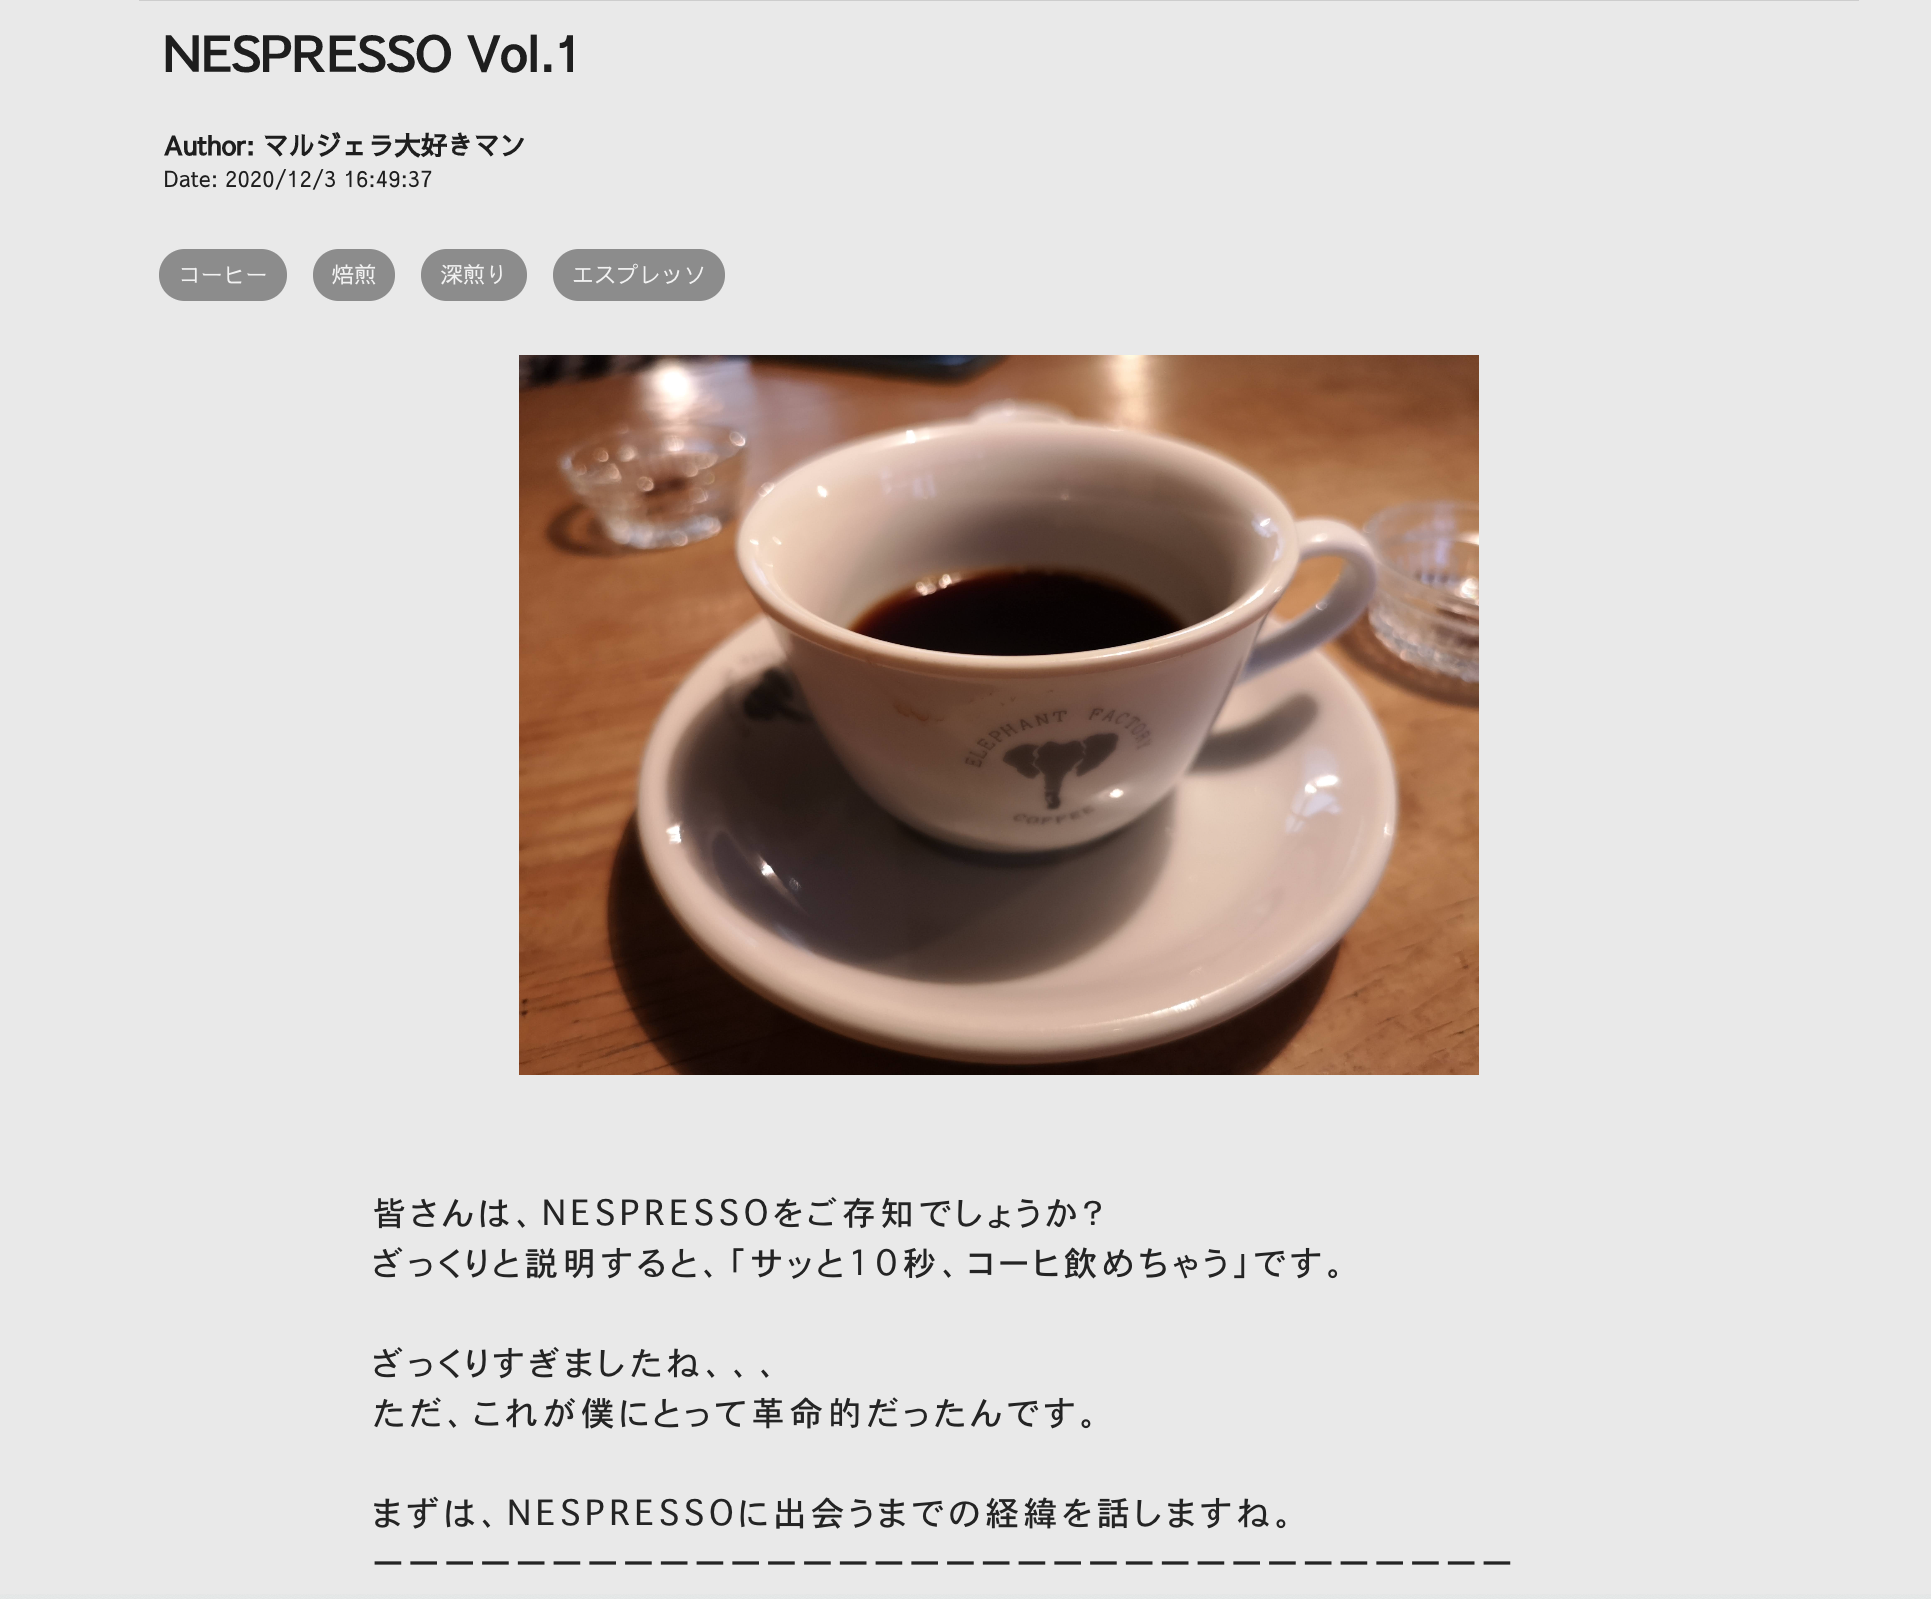 NESPRESSO Vol.1
Author: マルジェラ大好きマン
Date: 2020/12/3 16:49:37
コーヒー 焙煎 深煎り エスプレッソ
ELEPHANT FACTORY
COFFEE
皆さんは、NESPRESSOをご存知でしょうか？
ざっくりと説明すると、「サッと１０秒、コーヒ飲めちゃう」です。
ざっくりすぎましたね、、、
ただ、これが僕にとって革命的だったんです。
まずは、NESPRESSOに出会うまでの経緯を話しますね。
ーーーーーーーーーーーーーーーーーーーーーーーーーーーーーーーー